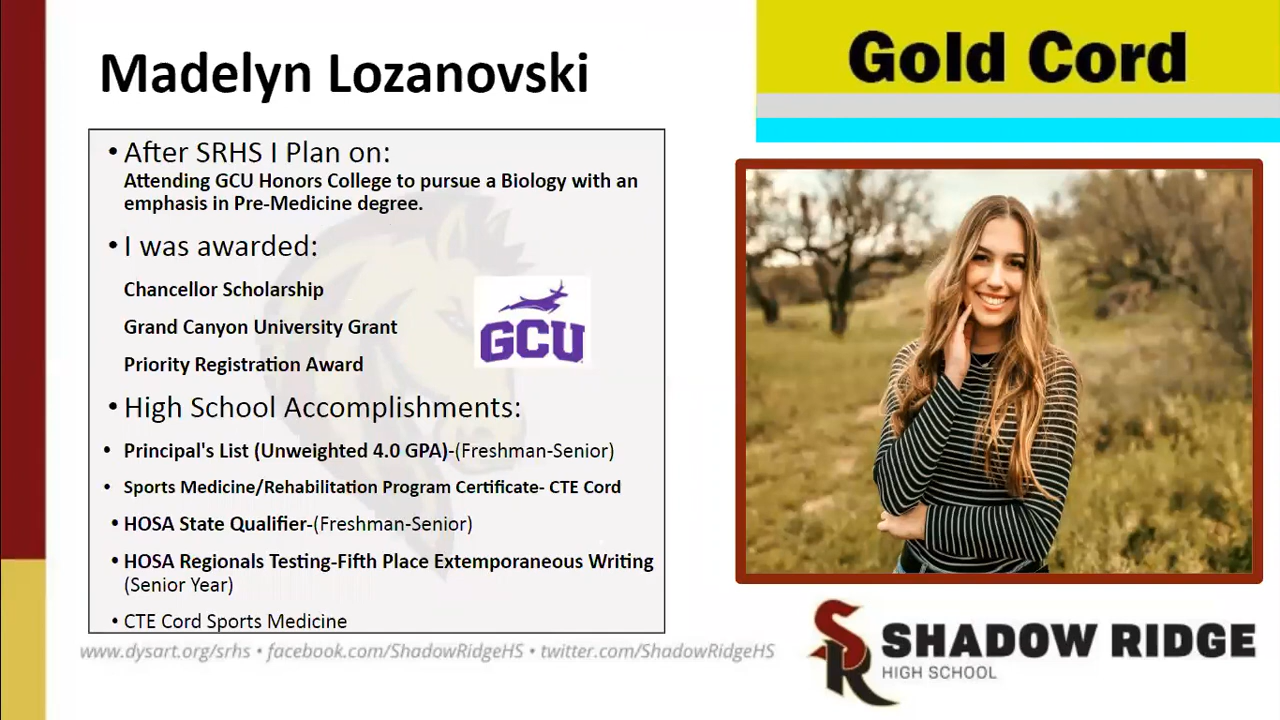 Madelyn Lozanovski
Gold Cord
• After SRHS I Plan on:
Attending GCU Honors College to pursue a Biology with an
emphasis in Pre-Medicine degree.
• I was awarded:
Chancellor Scholarship
Grand Canyon University Grant
Priority Registration Award
GCU
• High School Accomplishments:
• Principal's List (Unweighted 4.0 GPA)-(Freshman-Senior)
• Sports Medicine/Rehabilitation Program Certificate- CTE Cord
• HOSA State Qualifier-(Freshman-Senior)
• HOSA Regionals Testing-Fifth Place Extemporaneous Writing
(Senior Year)
• CTE Cord Sports Medicine
www.dysart.org/srhs • facebook.com/ShadowRidgeHS • twitter.com/ShadowRidgeHS
SR
SHADOW RIDGE
HIGH SCHOOL